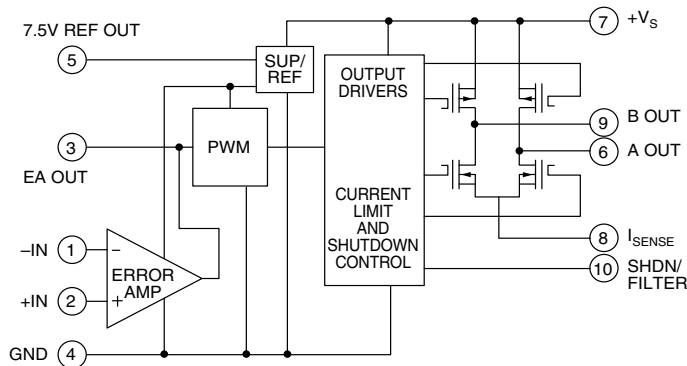 7.5V REF OUT
5
SUP/
REF
7
+VS
OUTPUT
DRIVERS
9
B OUT
6
A OUT
3
EA OUT
PWM
CURRENT
LIMIT
AND
SHUTDOWN
CONTROL
8
ISENSE
10
SHDN/
FILTER
–IN
1
–
ERROR
AMP
+IN
2
+
GND
4